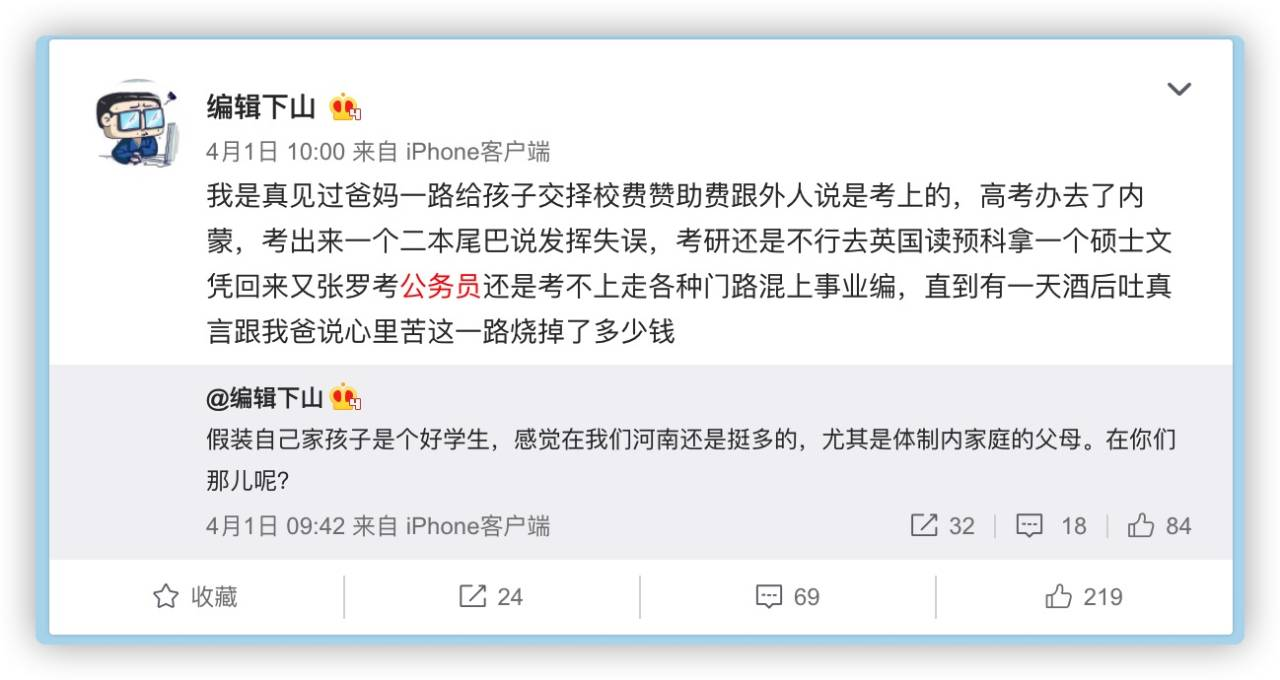 编辑下山
4月1日 10:00 来自 iPhone客户端
我是真见过爸妈一路给孩子交择校费赞助费跟外人说是考上的，高考办去了内
蒙，考出来一个二本尾巴说发挥失误，考研还是不行去英国读预科拿一个硕士文
凭回来又张罗考公务员还是考不上走各种门路混上事业编，直到有一天酒后吐真
言跟我爸说心里苦这一路烧掉了多少钱
@编辑下山
假装自己家孩子是个好学生，感觉在我们河南还是挺多的，尤其是体制内家庭的父母。在你们
那儿呢?
4月1日 09:42 来自 iPhone客户端 32 18 84
收藏 24 69 219